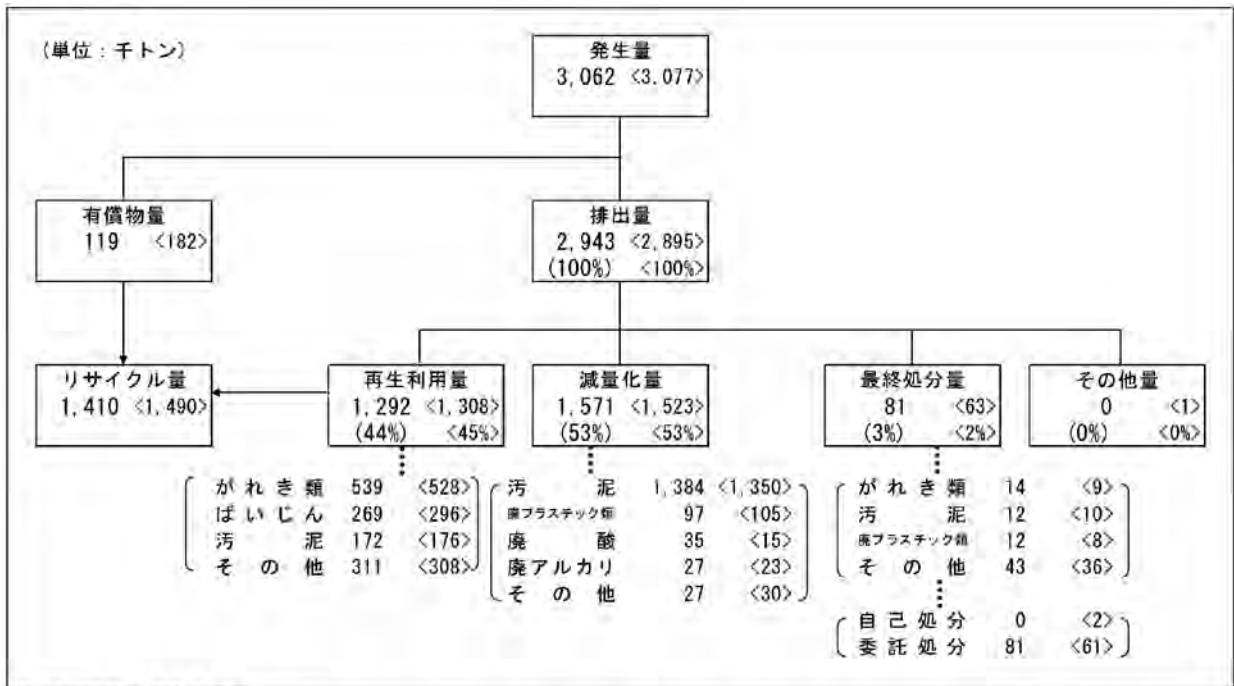 (単位:千トン)
発生量
3,062 <3,077>
有償物量
119 <182>
排出量
2,943 <2,895>
(100%) <100%>
リサイクル量
1,410 <1,490>
再生利用量
1,292 <1,308>
(44%) <45%>
減量化量
1,571 <1,523>
(53%) <53%>
最終処分量
81 <63>
(3%) <2%>
その他量
0 <1>
(0%) <0%>
がれき類 539 <528>
ばいじん 269 <296>
汚泥 172 <176>
その他 311 <308>
汚泥 1,384 <1,350>
廃プラスチック類 97 <105>
廃酸 35 <15>
廃アルカリ 27 <23>
その他 27 <30>
がれき類 14 <9>
汚泥 12 <10>
廃プラスチック類 12 <8>
その他 43 <36>
自己処分 0 <2>
委託処分 81 <61>